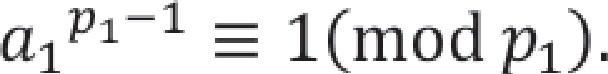 a₁^{p₁−1} ≡ 1(mod p₁).